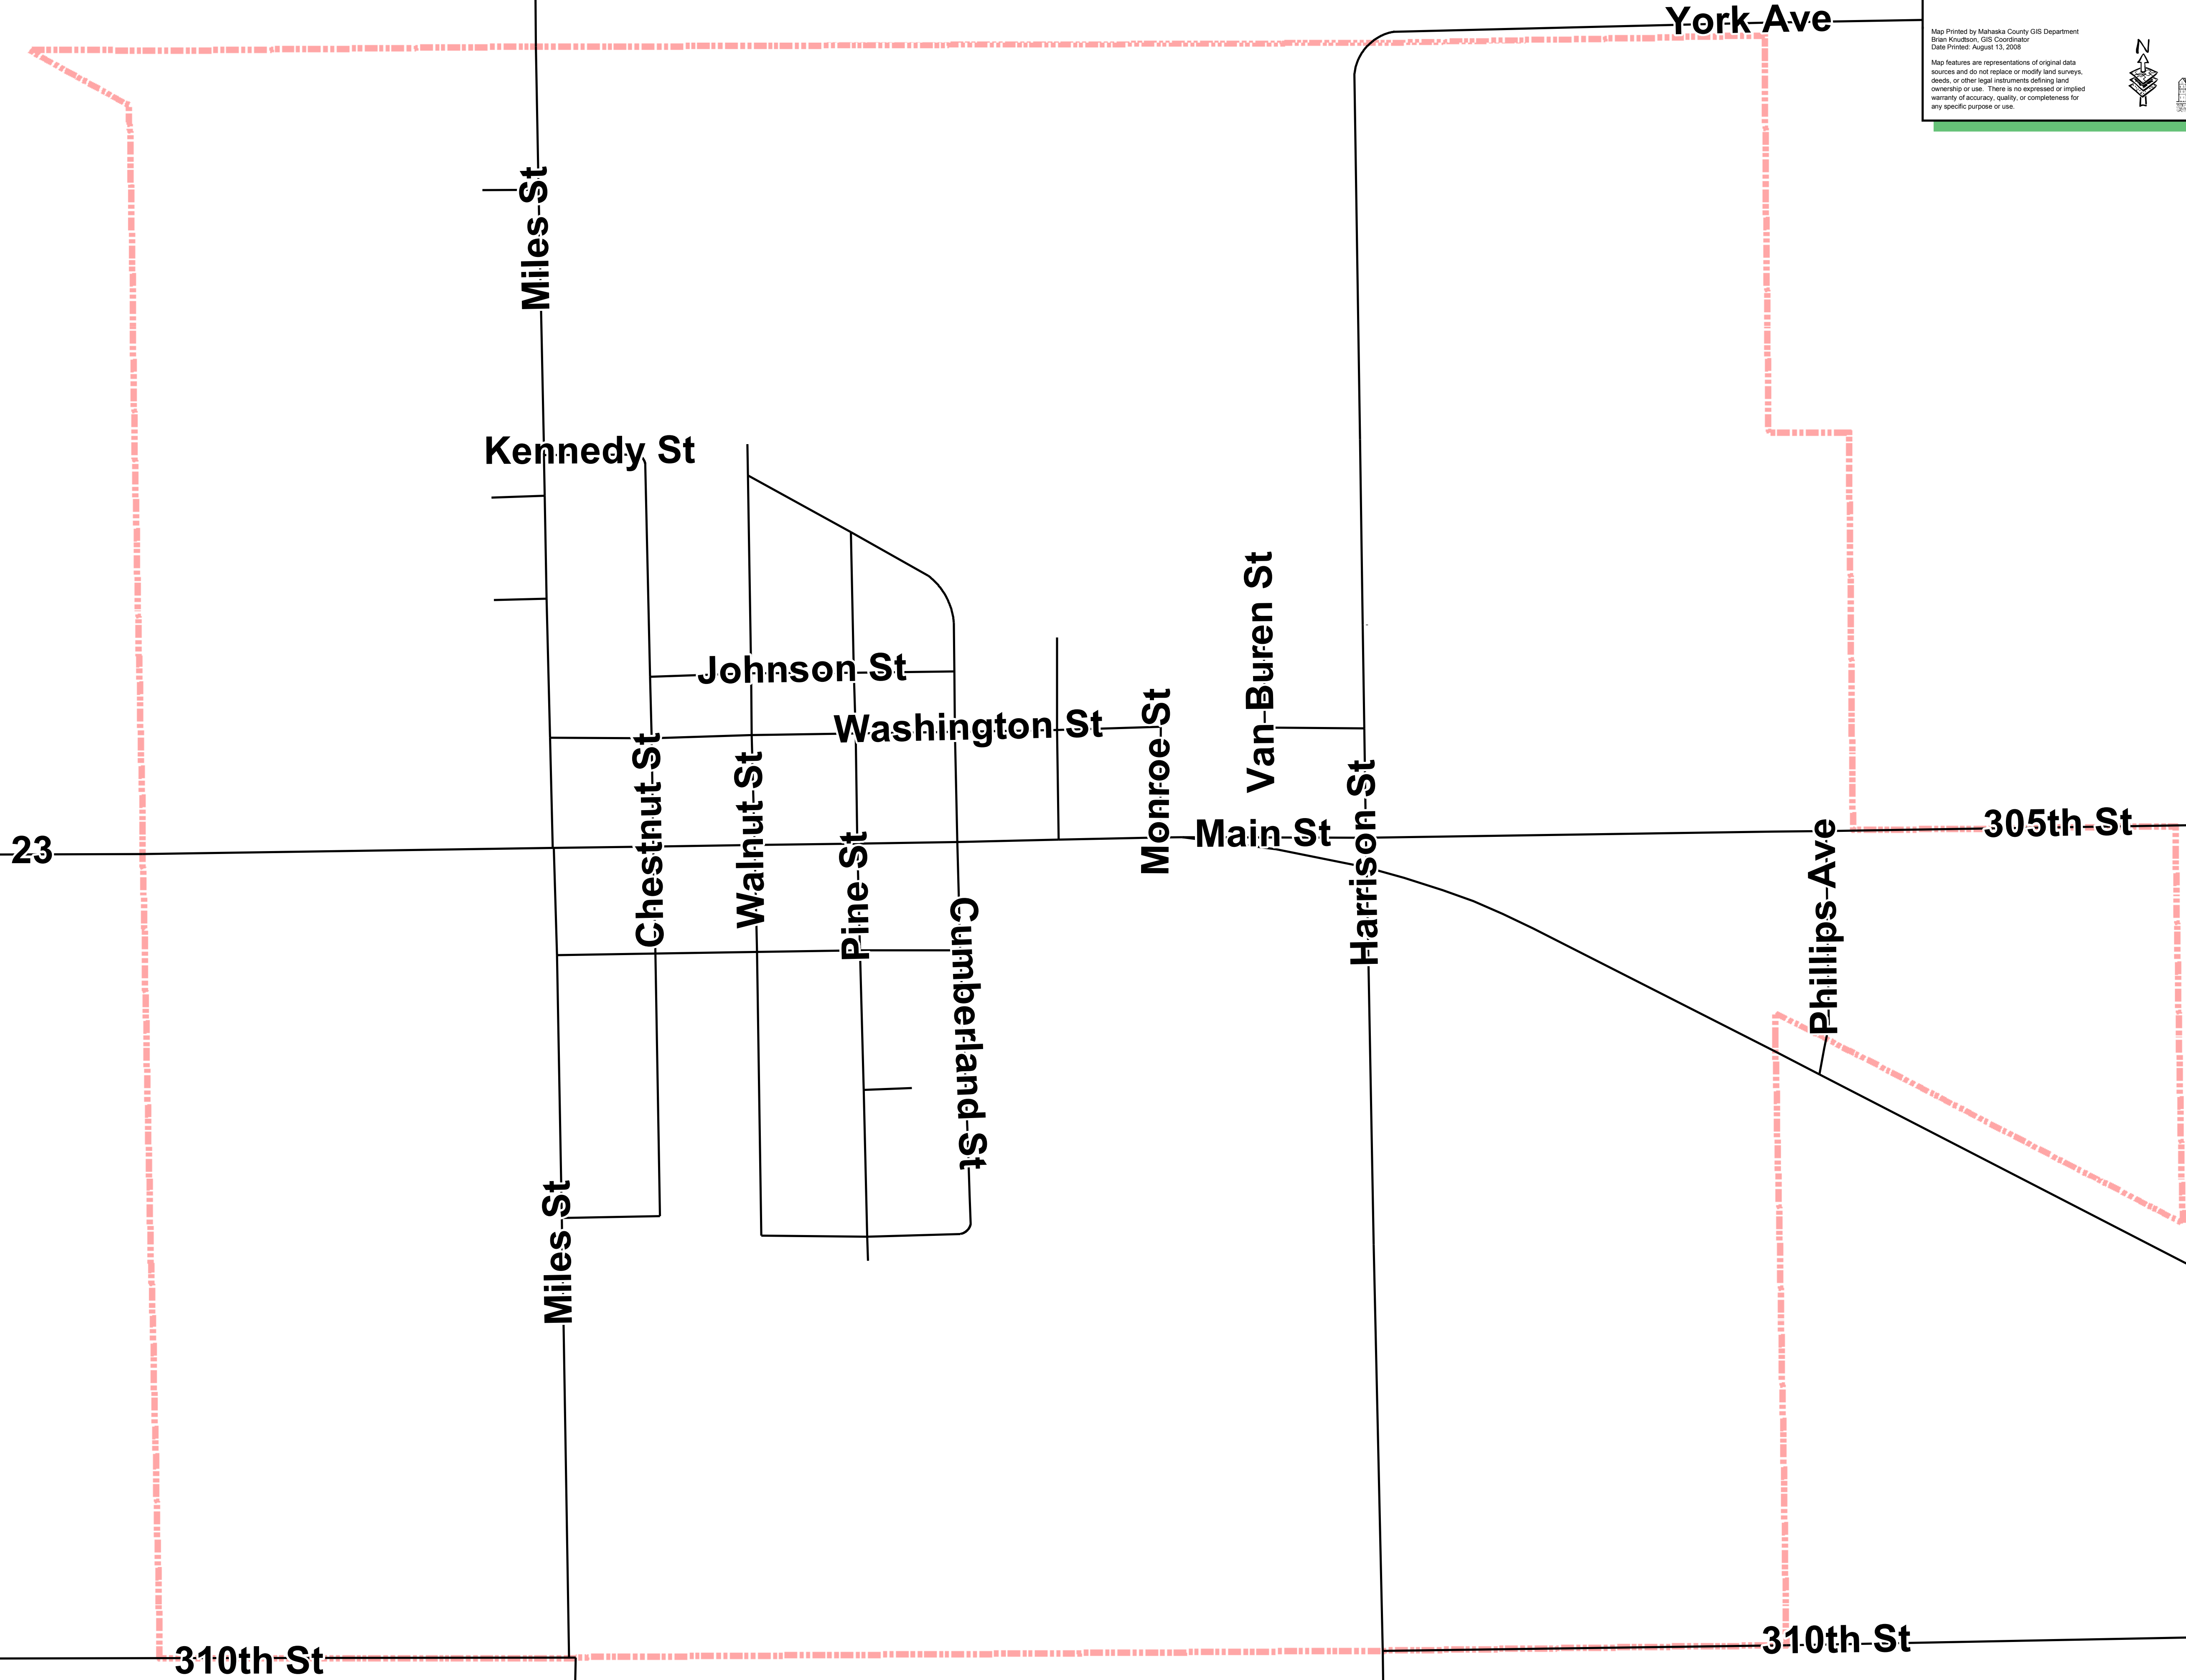 York Ave
Map Printed by Mahaska County GIS Department
Brian Knudtson, GIS Coordinator
Date Printed: August 13, 2008
Map features are representations of original data
sources and do not replace or modify land surveys,
deeds, or other legal instruments defining land
ownership or use. There is no expressed or implied
warranty of accuracy, quality, or completeness for
any specific purpose or use.
N
Miles St
Kennedy St
Johnson St
Washington St
Van Buren St
Monroe St
Chestnut St
Walnut St
Pine St
Harrison St
Main St
305th St
23
Phillips Ave
Cumberland St
Miles St
310th St
310th St